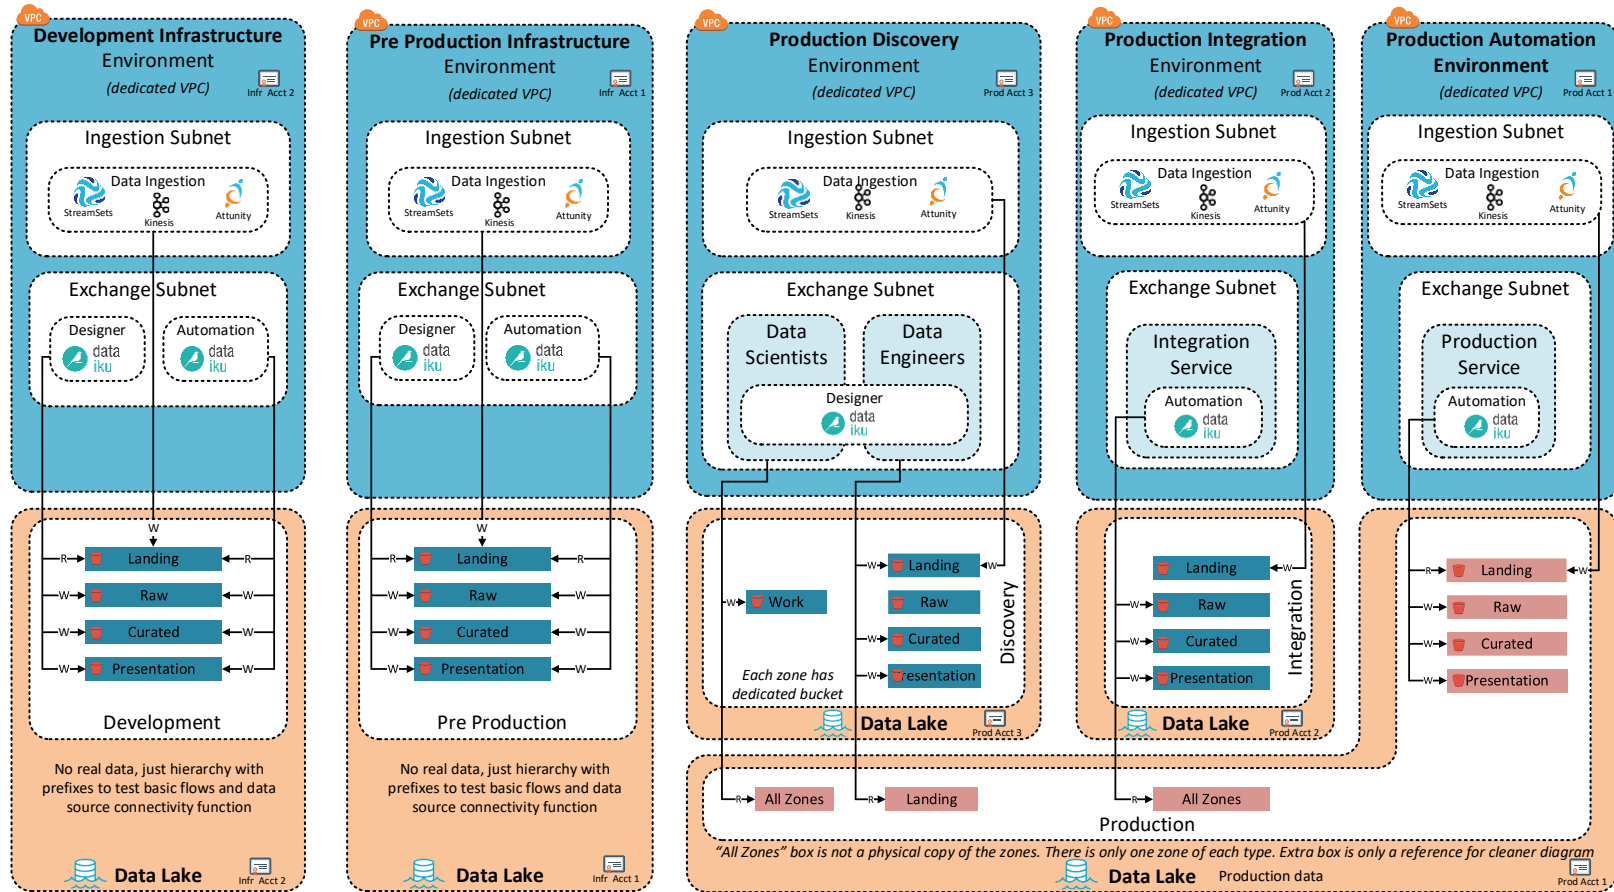 VPC
Development Infrastructure
Environment
(dedicated VPC)
Infr Acct 2
Ingestion Subnet
Data Ingestion
StreamSets
Kinesis
Attunity
Exchange Subnet
Designer
data
iku
Automation
data
iku
W
R
Landing
R
W
Raw
W
W
Curated
W
W
Presentation
W
Development
No real data, just hierarchy with
prefixes to test basic flows and data
source connectivity function
Data Lake
Infr Acct 2
VPC
Pre Production Infrastructure
Environment
(dedicated VPC)
Infr Acct 1
Ingestion Subnet
Data Ingestion
StreamSets
Kinesis
Attunity
Exchange Subnet
Designer
data
iku
Automation
data
iku
W
R
Landing
R
W
Raw
W
W
Curated
W
W
Presentation
W
Pre Production
No real data, just hierarchy with
prefixes to test basic flows and data
source connectivity function
Data Lake
Infr Acct 1
VPC
Production Discovery
Environment
(dedicated VPC)
Prod Acct 3
Ingestion Subnet
Data Ingestion
StreamSets
Kinesis
Attunity
Exchange Subnet
Data
Scientists
Data
Engineers
Designer
data
iku
W
Landing
W
W
Work
Raw
W
Curated
W
Presentation
Discovery
Each zone has
dedicated bucket
Data Lake
Prod Acct 3
VPC
Production Integration
Environment
(dedicated VPC)
Prod Acct 2
Ingestion Subnet
Data Ingestion
StreamSets
Kinesis
Attunity
Exchange Subnet
Integration
Service
Automation
data
iku
Landing
W
W
Raw
W
Curated
W
Presentation
Integration
Data Lake
Prod Acct 2
VPC
Production Automation
Environment
(dedicated VPC)
Prod Acct 1
Ingestion Subnet
Data Ingestion
StreamSets
Kinesis
Attunity
Exchange Subnet
Production
Service
Automation
data
iku
R
Landing
W
W
Raw
W
Curated
W
Presentation
R
All Zones
R
Landing
R
All Zones
Production
“All Zones” box is not a physical copy of the zones. There is only one zone of each type. Extra box is only a reference for cleaner diagram
Data Lake
Production data
Prod Acct 1